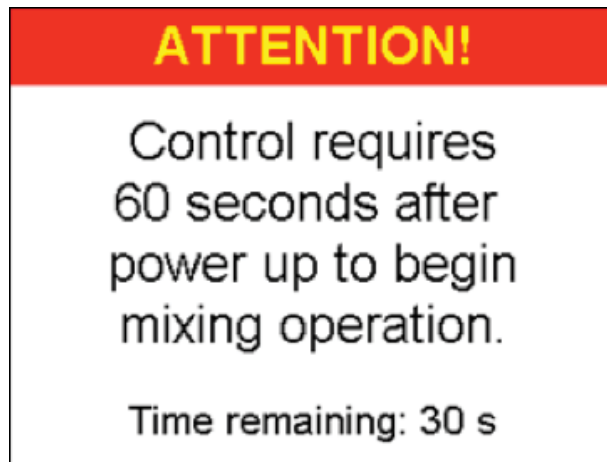 ATTENTION!
Control requires
60 seconds after
power up to begin
mixing operation.
Time remaining: 30 s